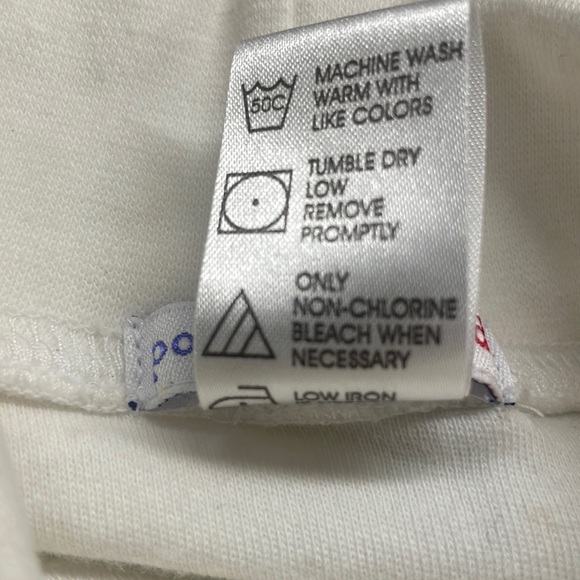 50C
MACHINE WASH
WARM WITH
LIKE COLORS
TUMBLE DRY
LOW
REMOVE
PROMPTLY
ONLY
NON-CHLORINE
BLEACH WHEN
NECESSARY
LOW IRON